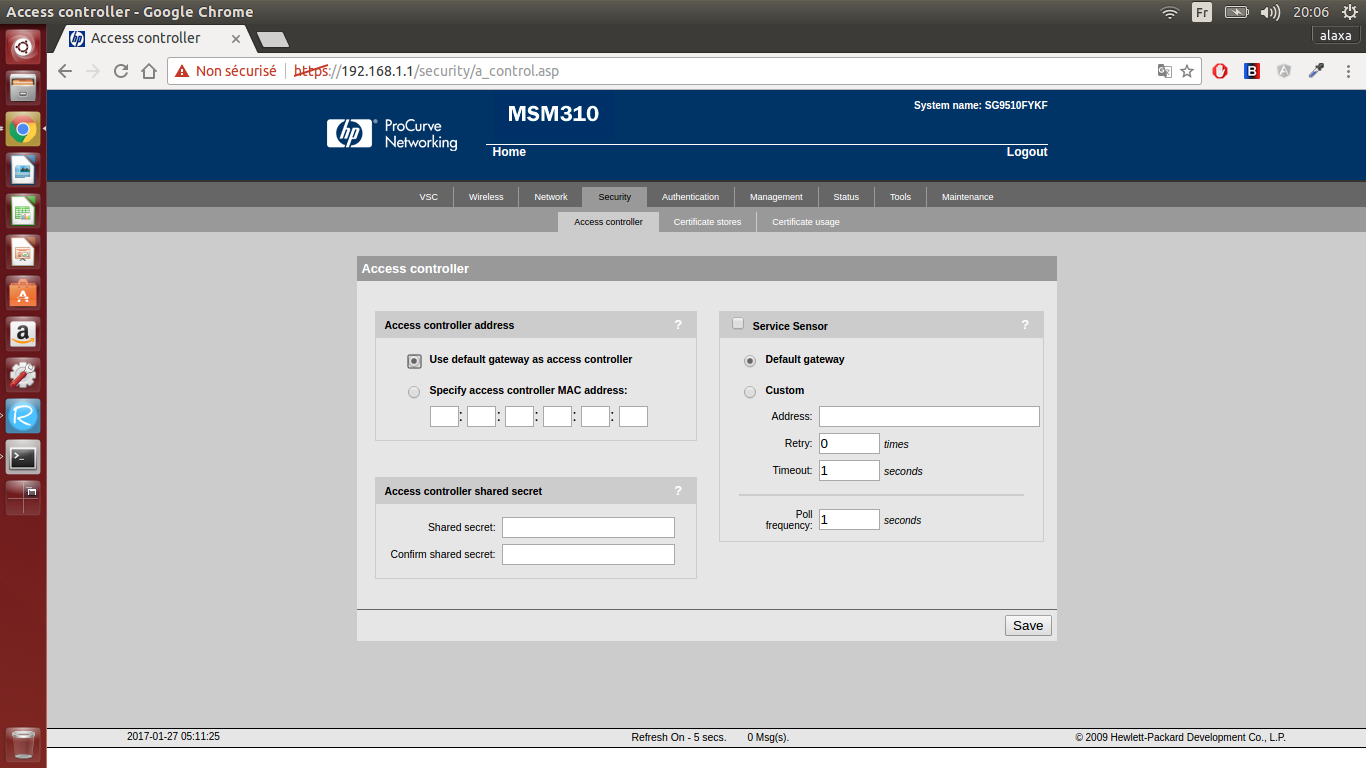 Access controller - Google Chrome
Fr
20:06
Access controller
alaxa
Non sécurisé
https://192.168.1.1/security/a_control.asp
hp
ProCurve
Networking
MSM310
System name: SG9510FYKF
Home
Logout
VSC
Wireless
Network
Security
Authentication
Management
Status
Tools
Maintenance
Access controller
Certificate stores
Certificate usage
Access controller
Access controller address
?
Use default gateway as access controller
Specify access controller MAC address:
: : : : :
Access controller shared secret
?
Shared secret:
Confirm shared secret:
Service Sensor
?
Default gateway
Custom
Address:
Retry: 0 times
Timeout: 1 seconds
Poll
frequency: 1 seconds
Save
2017-01-27 05:11:25
Refresh On - 5 secs.
0 Msg(s).
© 2009 Hewlett-Packard Development Co., L.P.